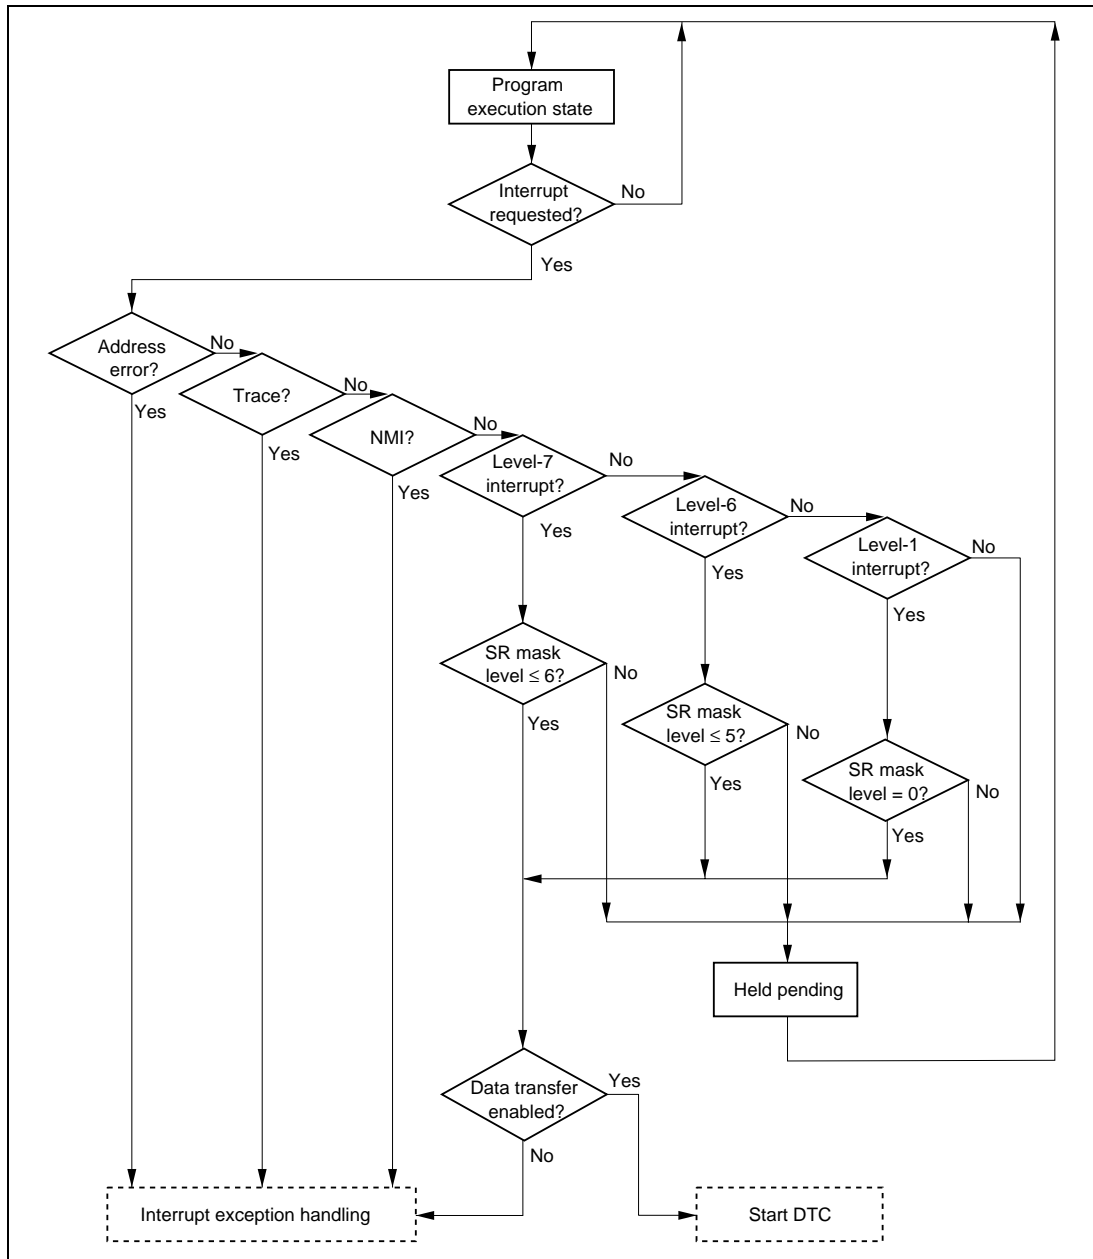 Program
execution state
Interrupt
requested?
No
Yes
Address
error?
No
Yes
Trace?
No
Yes
NMI?
No
Yes
Level-7
interrupt?
No
Yes
Level-6
interrupt?
No
Yes
Level-1
interrupt?
No
Yes
SR mask
level ≤ 6?
No
Yes
SR mask
level ≤ 5?
No
Yes
SR mask
level = 0?
No
Yes
Held pending
Data transfer
enabled?
Yes
No
Interrupt exception handling
Start DTC